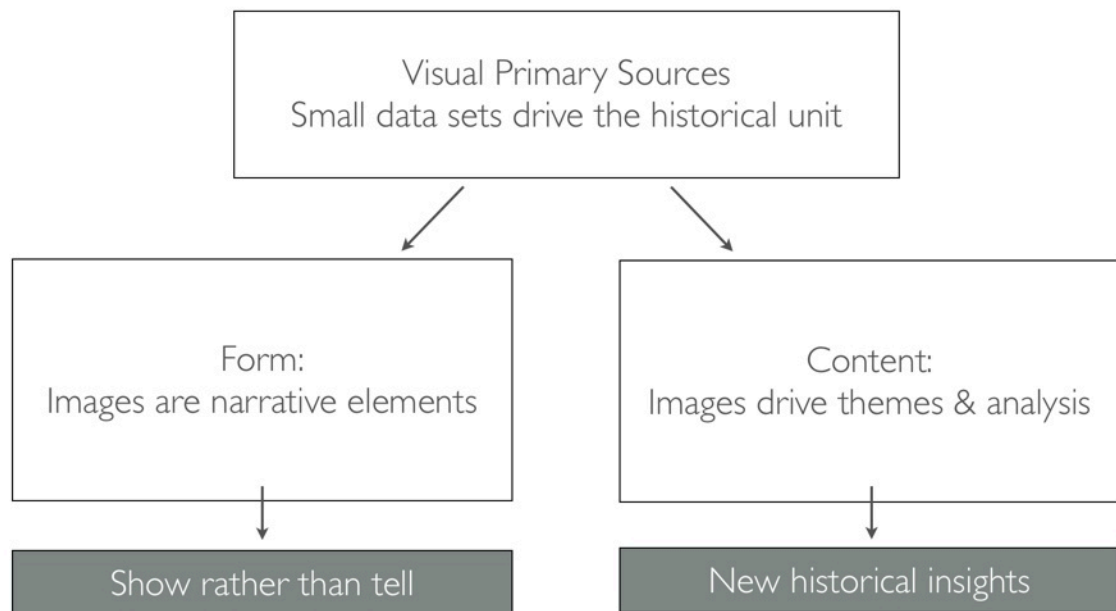 Visual Primary Sources
Small data sets drive the historical unit
Form:
Images are narrative elements
Content:
Images drive themes & analysis
Show rather than tell
New historical insights